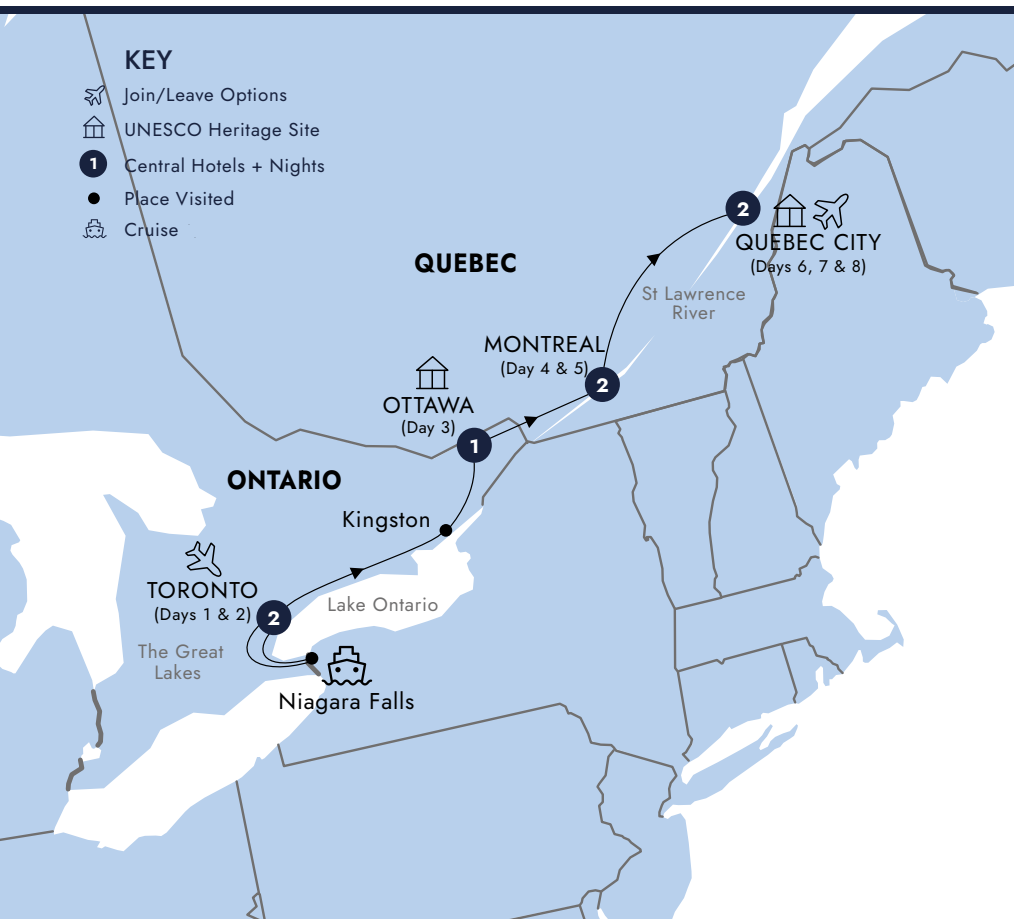 KEY
Join/Leave Options
UNESCO Heritage Site
1 Central Hotels + Nights
Place Visited
Cruise
2
QUEBEC CITY
(Days 6, 7 & 8)
QUEBEC
St Lawrence
River
MONTREAL
(Day 4 & 5)
2
OTTAWA
(Day 3)
1
ONTARIO
Kingston
TORONTO
(Days 1 & 2)
2
Lake Ontario
The Great
Lakes
Niagara Falls